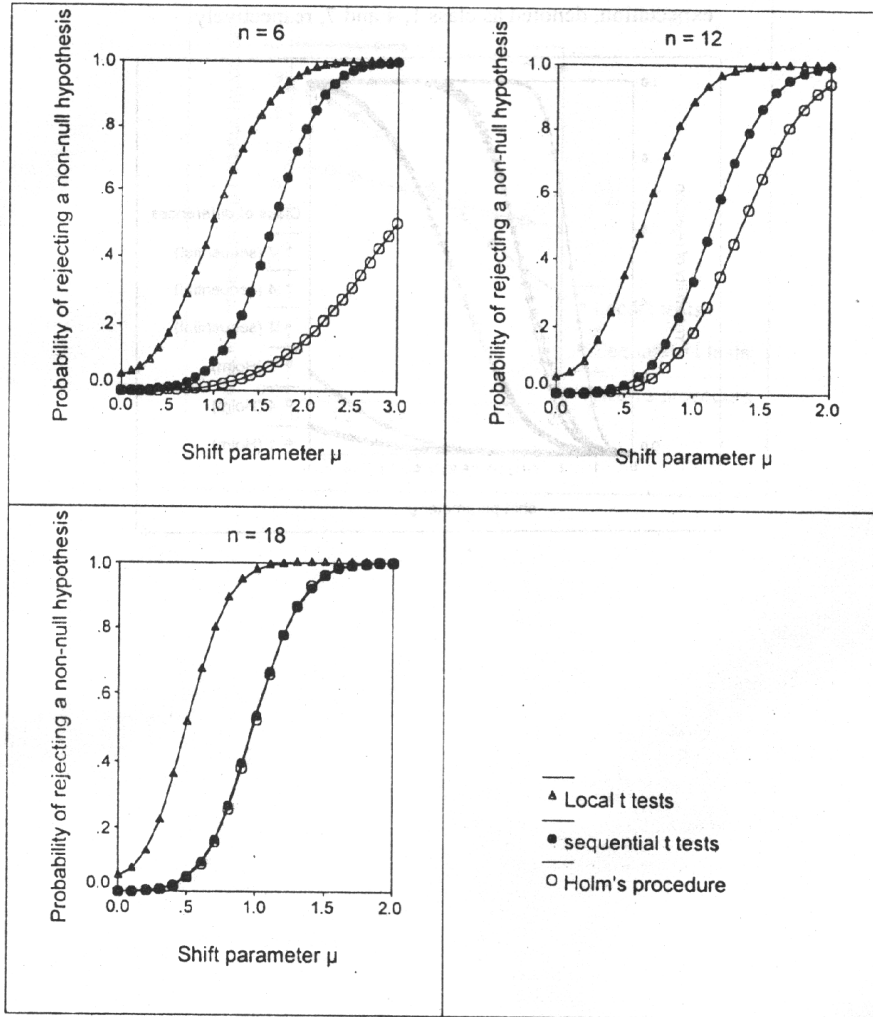 n = 6
Probability of rejecting a non-null hypothesis
1.0
.8
.6
.4
.2
0.0
0.0 .5 1.0 1.5 2.0 2.5 3.0
Shift parameter μ
n = 12
Probability of rejecting a non-null hypothesis
1.0
.8
.6
.4
.2
0.0
0.0 .5 1.0 1.5 2.0
Shift parameter μ
n = 18
Probability of rejecting a non-null hypothesis
1.0
.8
.6
.4
.2
0.0
0.0 .5 1.0 1.5 2.0
Shift parameter μ
Local t tests
sequential t tests
Holm's procedure